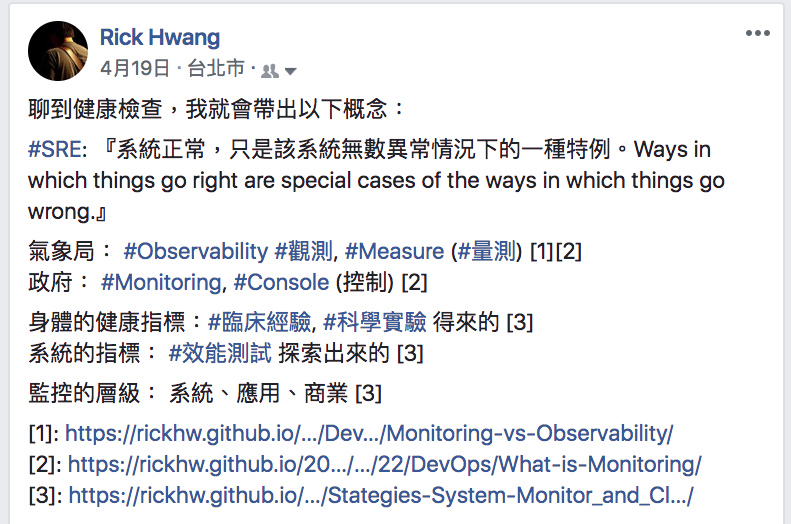 Rick Hwang
4月19日 · 台北市 ·
聊到健康檢查，我就會帶出以下概念：
#SRE: 『系統正常，只是該系統無數異常情況下的一種特例。Ways in
which things go right are special cases of the ways in which things go
wrong.』
氣象局： #Observability #觀測, #Measure (#量測) [1][2]
政府： #Monitoring, #Console (控制) [2]
身體的健康指標：#臨床經驗, #科學實驗 得來的 [3]
系統的指標： #效能測試 探索出來的 [3]
監控的層級： 系統、應用、商業 [3]
[1]: https://rickhw.github.io/.../Dev.../Monitoring-vs-Observability/
[2]: https://rickhw.github.io/20.../.../22/DevOps/What-is-Monitoring/
[3]: https://rickhw.github.io/.../Stategies-System-Monitor_and_Cl.../